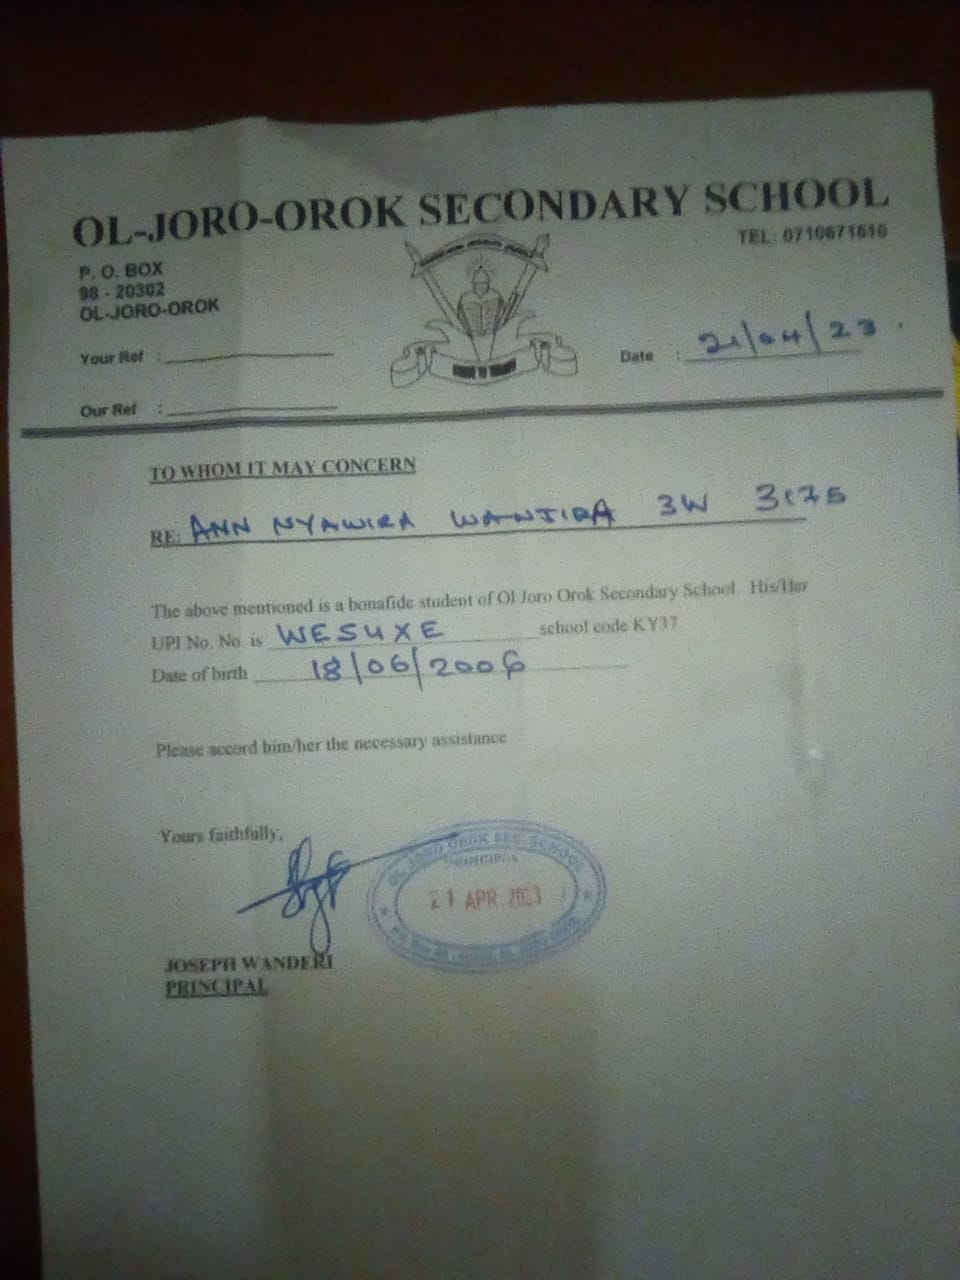 OL-JORO-OROK SECONDARY SCHOOL
TEL: 0710671610
P. O. BOX
98 - 20302
OL-JORO-OROK
Your Ref :
Date : 21/04/23
Our Ref :
TO WHOM IT MAY CONCERN
RE: ANN NYAWIRA WANJIRA 3W 3175
The above mentioned is a bonafide student of Ol Joro Orok Secondary School. His/Her
UPI No. No. is WESUXE school code KY37
Date of birth 18/06/2006
Please accord him/her the necessary assistance
Yours faithfully,
OL JORO OROK SEC. SCHOOL
PRINCIPAL
21 APR 2023
JOSEPH WANDERI
PRINCIPAL